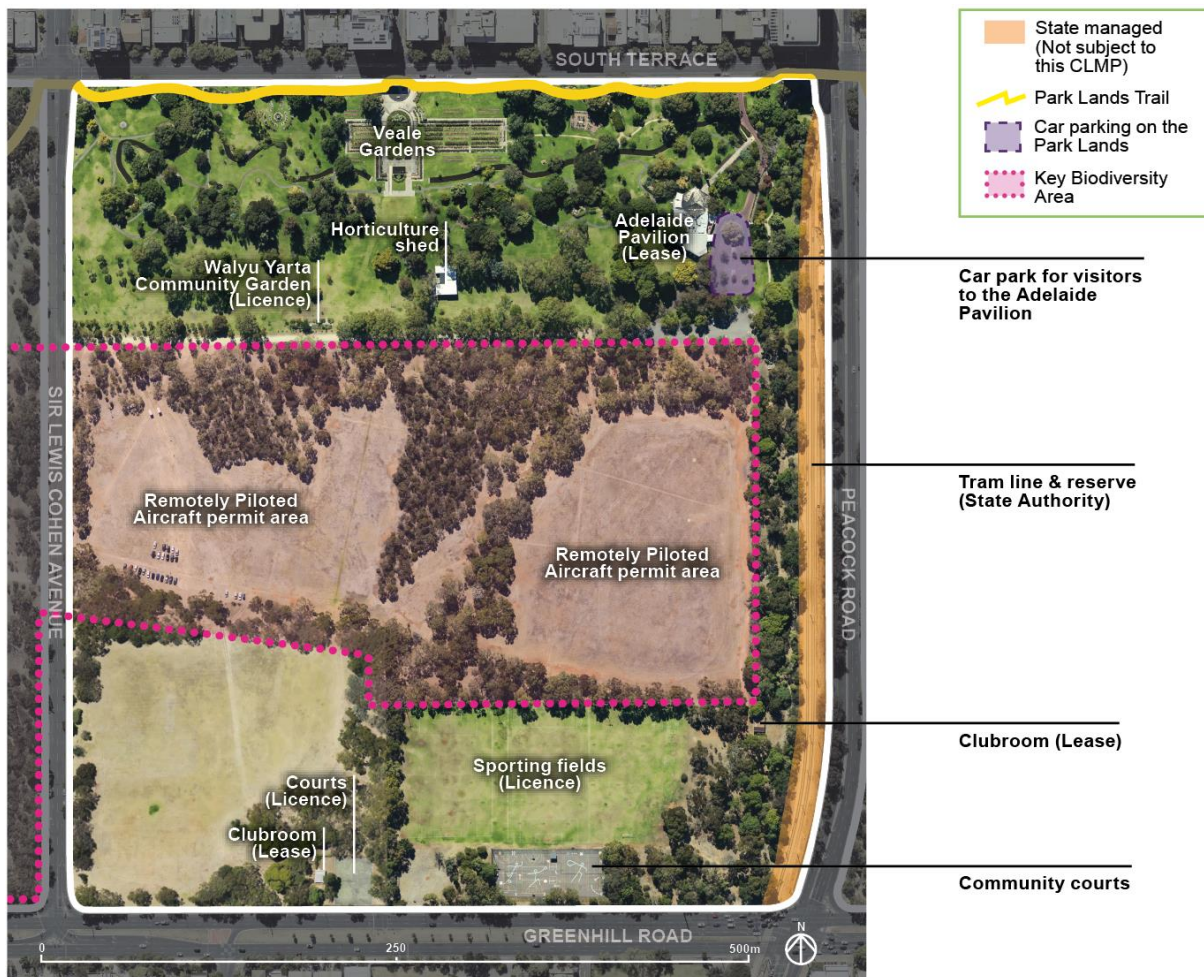 SOUTH TERRACE
State managed
(Not subject to
this CLMP)
Park Lands Trail
Car parking on the
Park Lands
Key Biodiversity
Area
Veale
Gardens
Horticulture
shed
Adelaide
Pavilion
(Lease)
Walyu Yarta
Community Garden
(Licence)
Car park for visitors
to the Adelaide
Pavilion
SIR LEWIS COHEN AVENUE
Remotely Piloted
Aircraft permit area
Remotely Piloted
Aircraft permit area
Tram line & reserve
(State Authority)
PEACOCK ROAD
Clubroom (Lease)
Sporting fields
(Licence)
Courts
(Licence)
Clubroom
(Lease)
Community courts
GREENHILL ROAD
N
0 250 500m